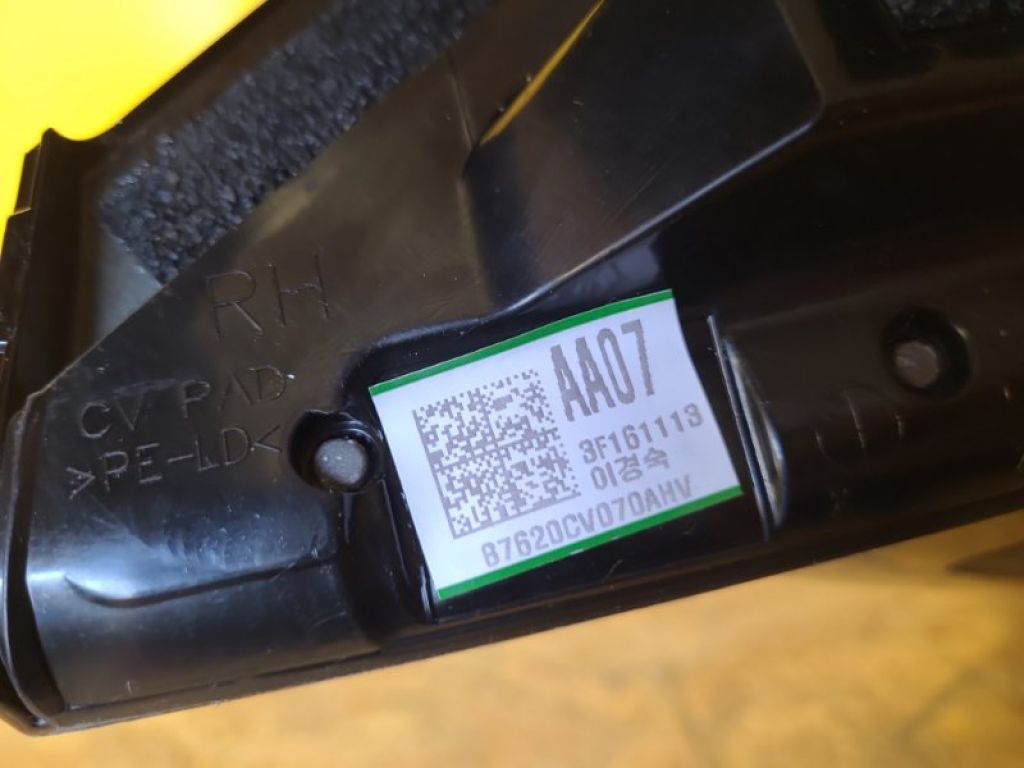 RH
CV PAD
>PE-LD<
AA07
3F161113
이경숙
87620CV070AHV